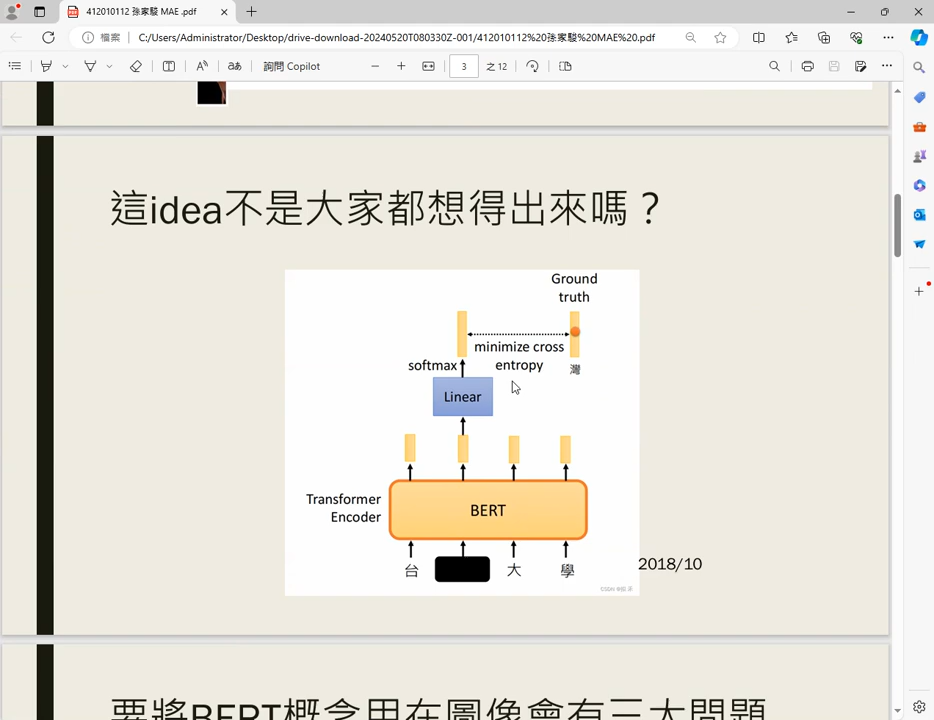 412010112 孫家駿 MAE .pdf
檔案
C:/Users/Administrator/Desktop/drive-download-20240520T080330Z-001/412010112%20孫家駿%20MAE%20.pdf
詢問 Copilot
3
之 12
這idea不是大家都想得出來嗎？
Ground
truth
minimize cross
entropy
softmax
灣
Linear
Transformer
Encoder
BERT
台 大 學
2018/10
要將BERT概念用在圖像會有三大問題